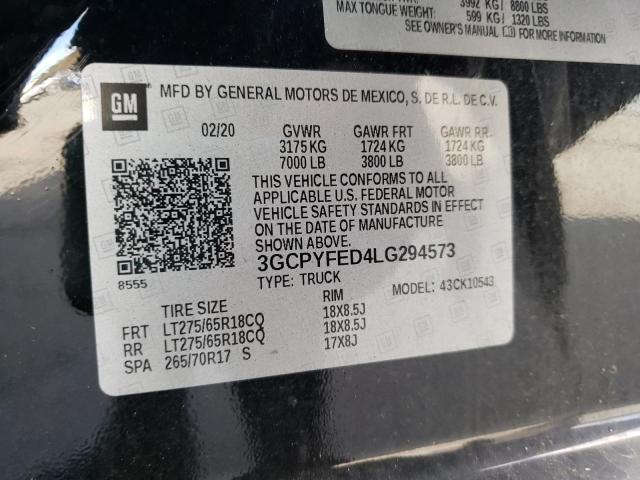 3992 KG/ 8800 LBS
MAX TONGUE WEIGHT: 599 KG/ 1320 LBS
SEE OWNER'S MANUAL FOR MORE INFORMATION
GM
MFD BY GENERAL MOTORS DE MEXICO, S. DE R.L. DE C.V.
02/20 GVWR GAWR FRT GAWR RR
3175 KG 1724 KG 1724 KG
7000 LB 3800 LB 3800 LB
THIS VEHICLE CONFORMS TO ALL
APPLICABLE U.S. FEDERAL MOTOR
VEHICLE SAFETY STANDARDS IN EFFECT
ON THE DATE OF MANUFACTURE
SHOWN ABOVE.
3GCPYFED4LG294573
8555
TYPE: TRUCK MODEL: 43CK10543
TIRE SIZE RIM
FRT LT275/65R18CQ 18X8.5J
RR LT275/65R18CQ 18X8.5J
SPA 265/70R17 S 17X8J